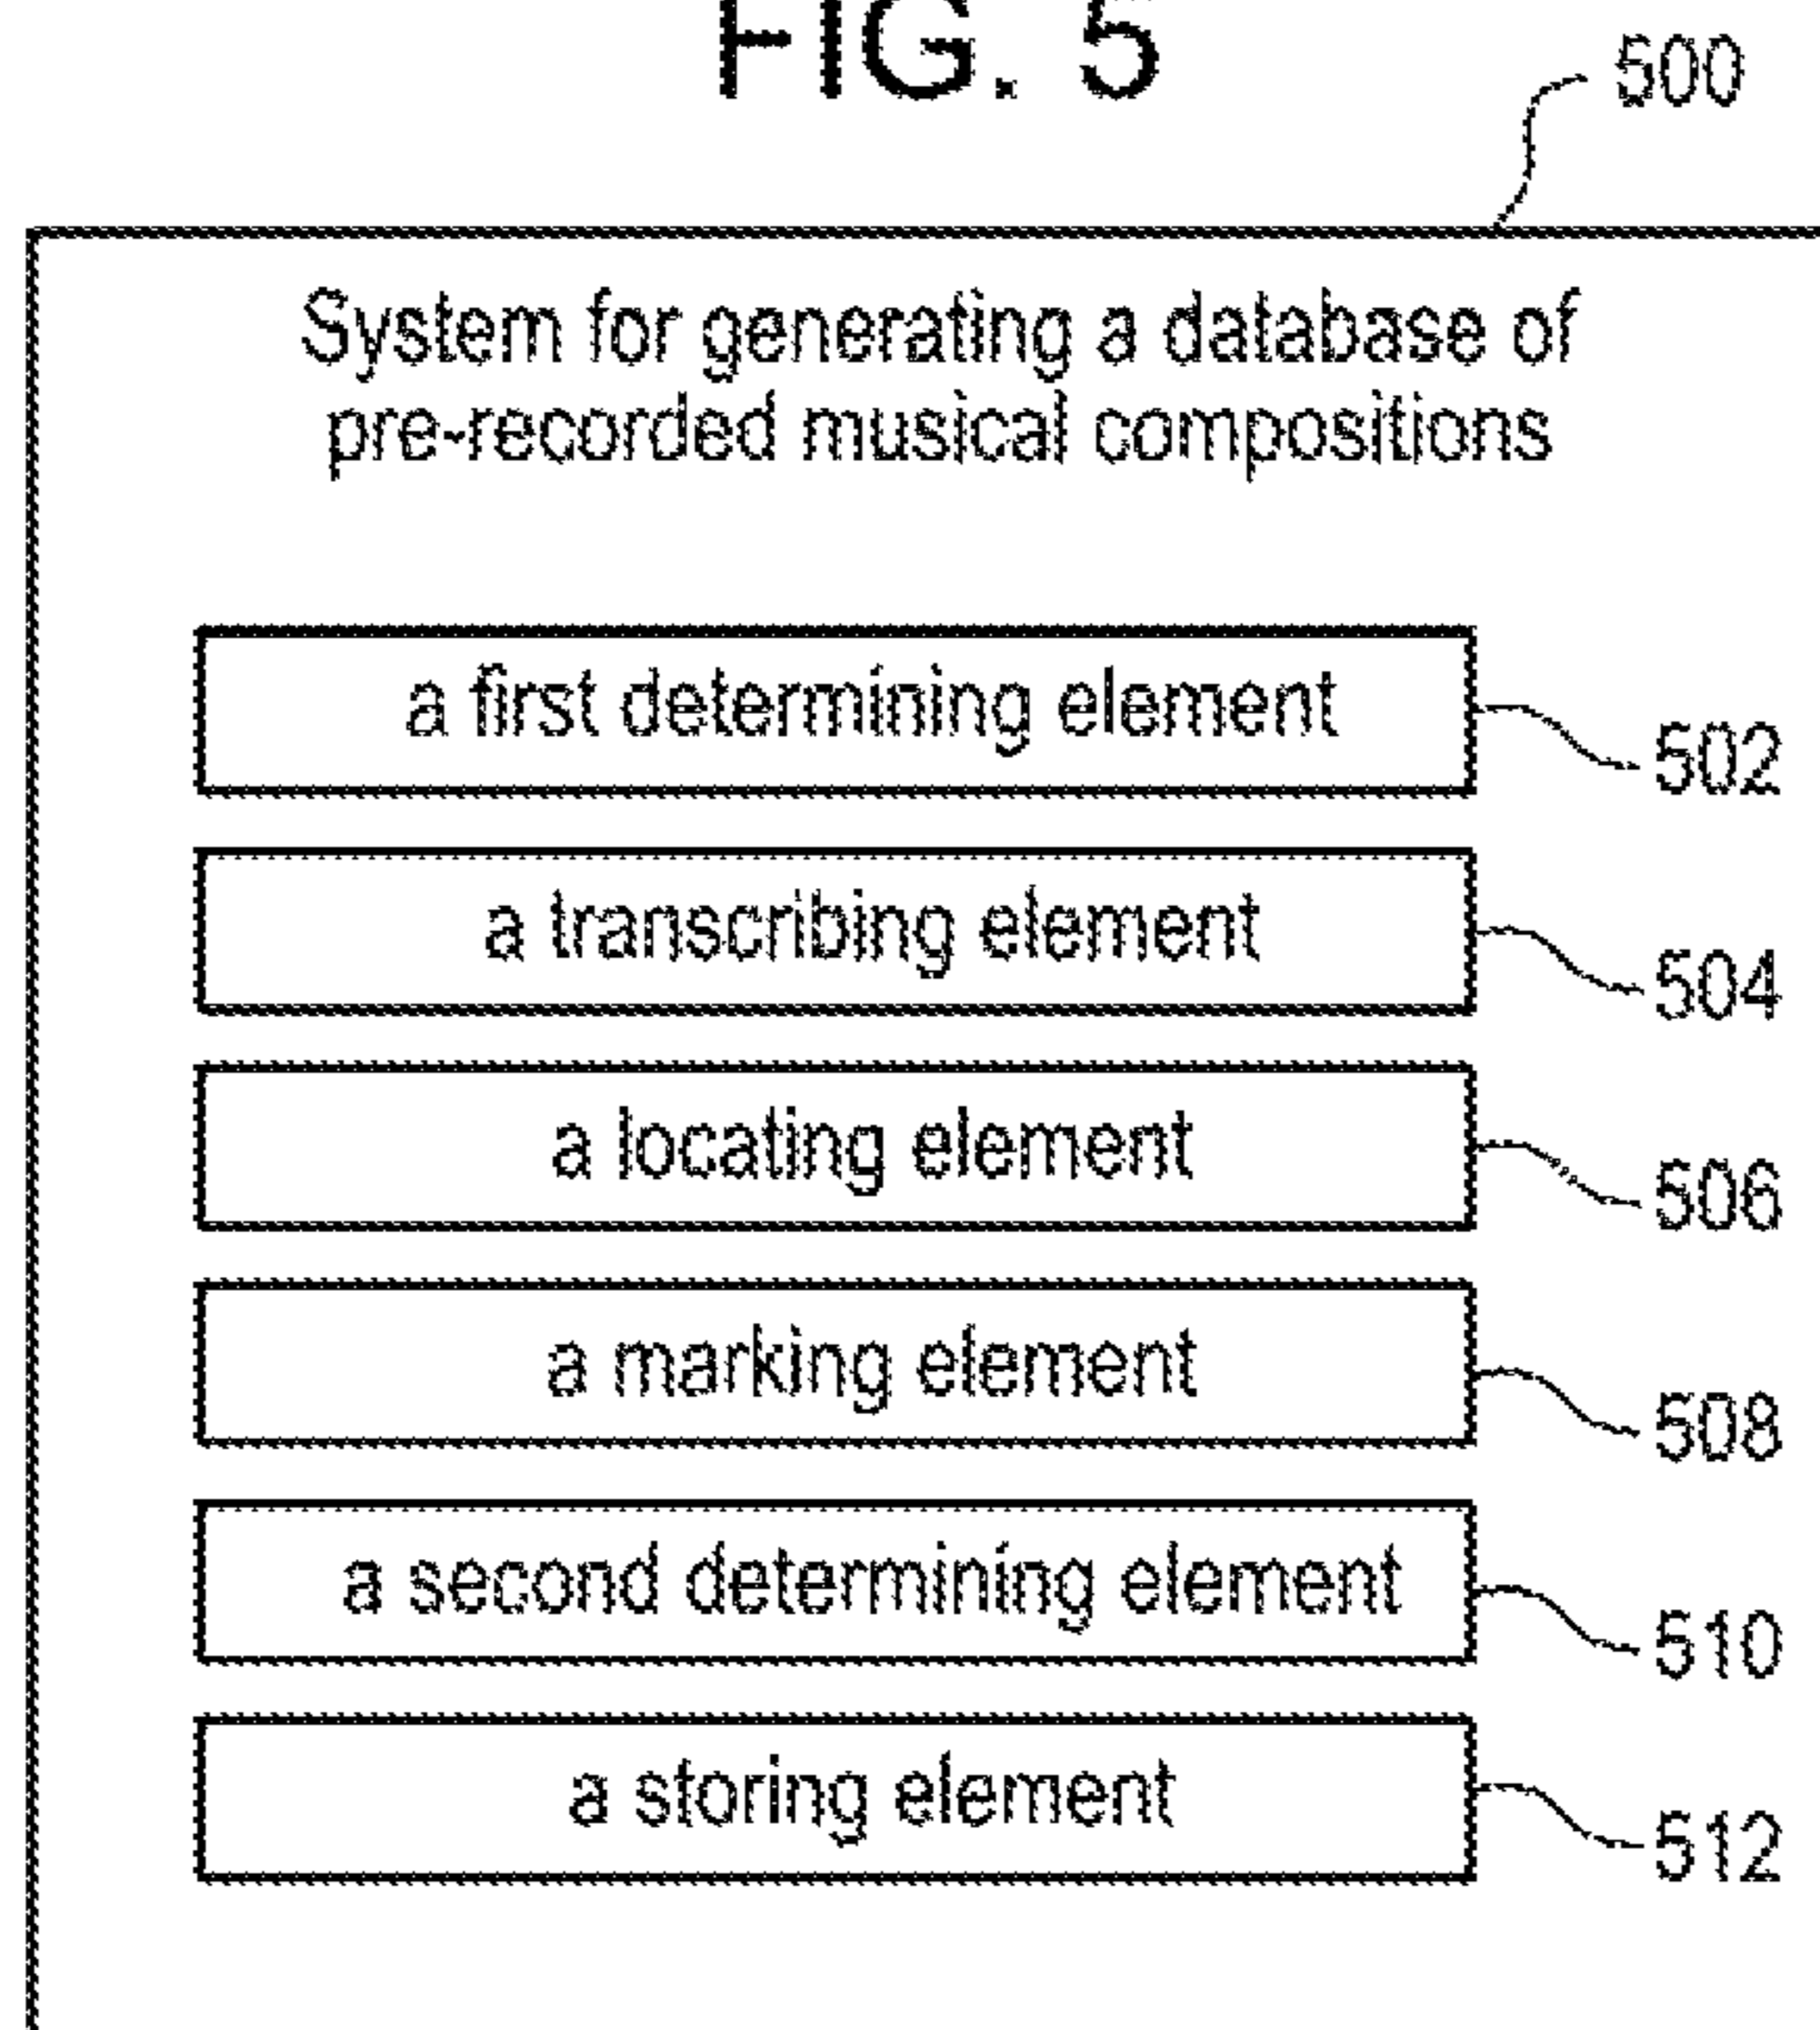 FIG. 5
500
System for generating a database of
pre-recorded musical compositions
a first determining element
502
a transcribing element
504
a locating element
506
a marking element
508
a second determining element
510
a storing element
512